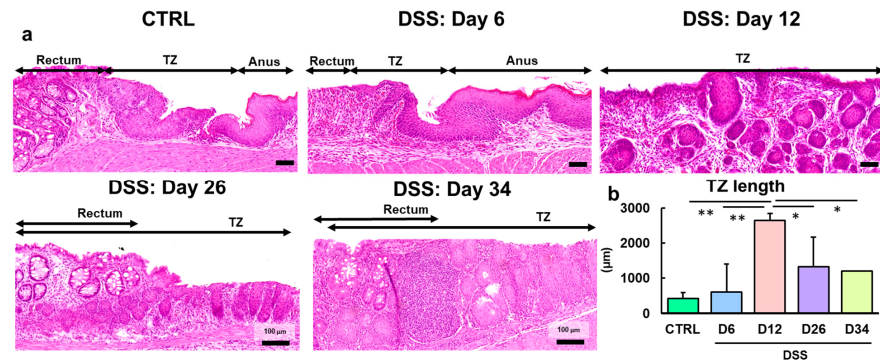 CTRL
DSS: Day 6
DSS: Day 12
a
Rectum
TZ
Anus
Rectum
TZ
Anus
TZ
DSS: Day 26
DSS: Day 34
Rectum
TZ
100 µm
Rectum
TZ
100 µm
b
TZ length
** ** * *
(µm)
3000
2000
1000
0
CTRL D6 D12 D26 D34
DSS